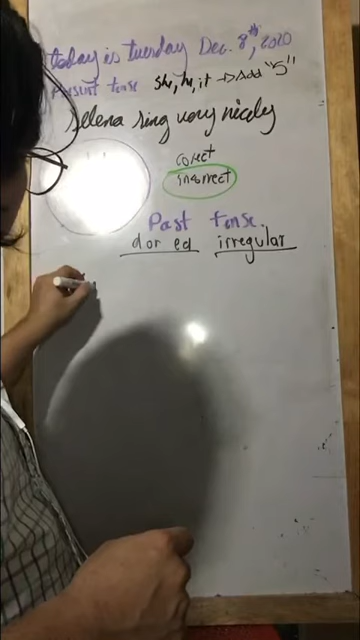 today is tuesday Dec. 8th, 2020
Present tense she, he, it → Add "S"
selena sing very nicely
corect
incorrect
Past tense.
d or ed irregular